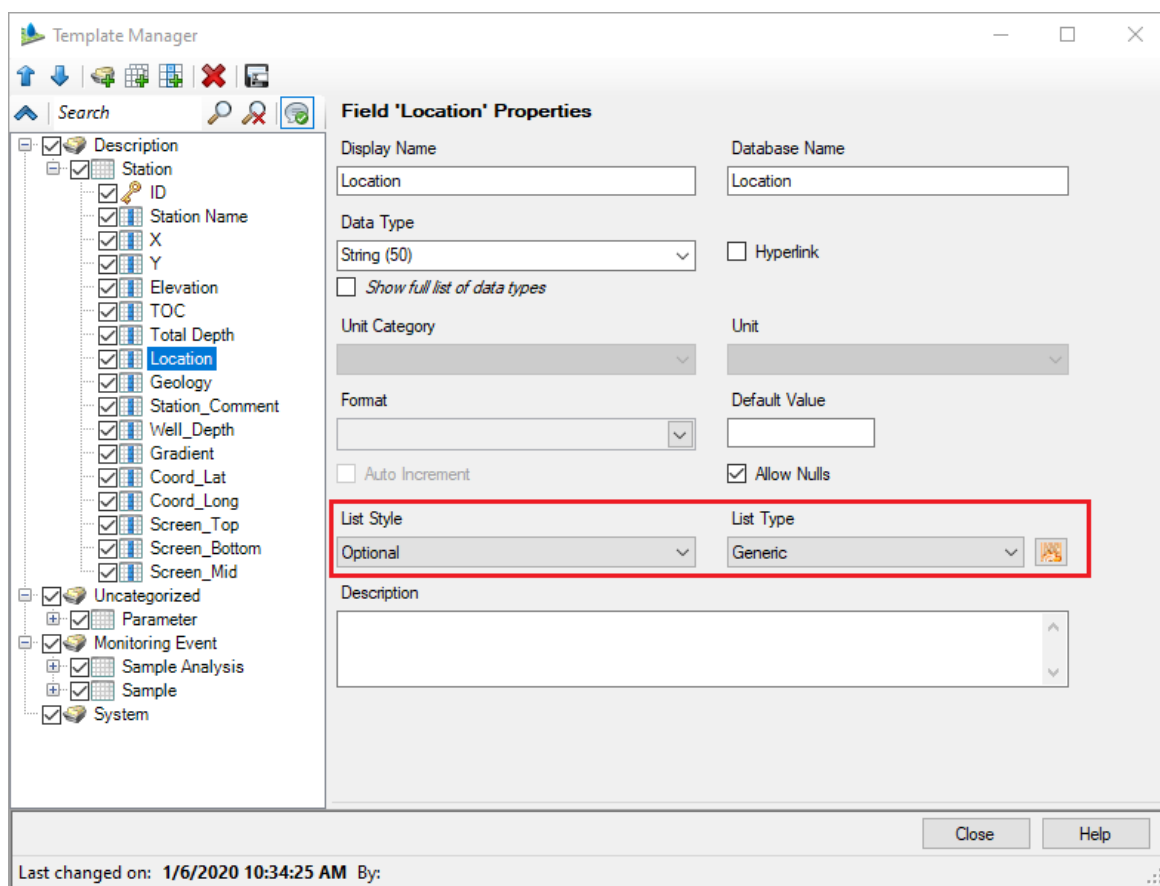 Template Manager
Search
Description
Station
ID
Station Name
X
Y
Elevation
TOC
Total Depth
Location
Geology
Station_Comment
Well_Depth
Gradient
Coord_Lat
Coord_Long
Screen_Top
Screen_Bottom
Screen_Mid
Uncategorized
Parameter
Monitoring Event
Sample Analysis
Sample
System
Field 'Location' Properties
Display Name Database Name
Location Location
Data Type
String (50) Hyperlink
Show full list of data types
Unit Category Unit
Format Default Value
Auto Increment Allow Nulls
List Style List Type
Optional Generic
Description
Close Help
Last changed on: 1/6/2020 10:34:25 AM By: